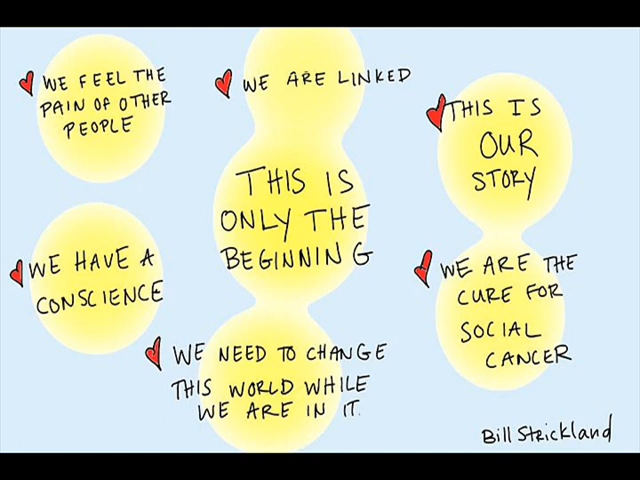 WE FEEL THE
PAIN OF OTHER
PEOPLE
WE HAVE A
CONSCIENCE
WE ARE LINKED
THIS IS
ONLY THE
BEGINNING
WE NEED TO CHANGE
THIS WORLD WHILE
WE ARE IN IT.
THIS IS
OUR
STORY
WE ARE THE
CURE FOR
SOCIAL
CANCER
Bill Strickland